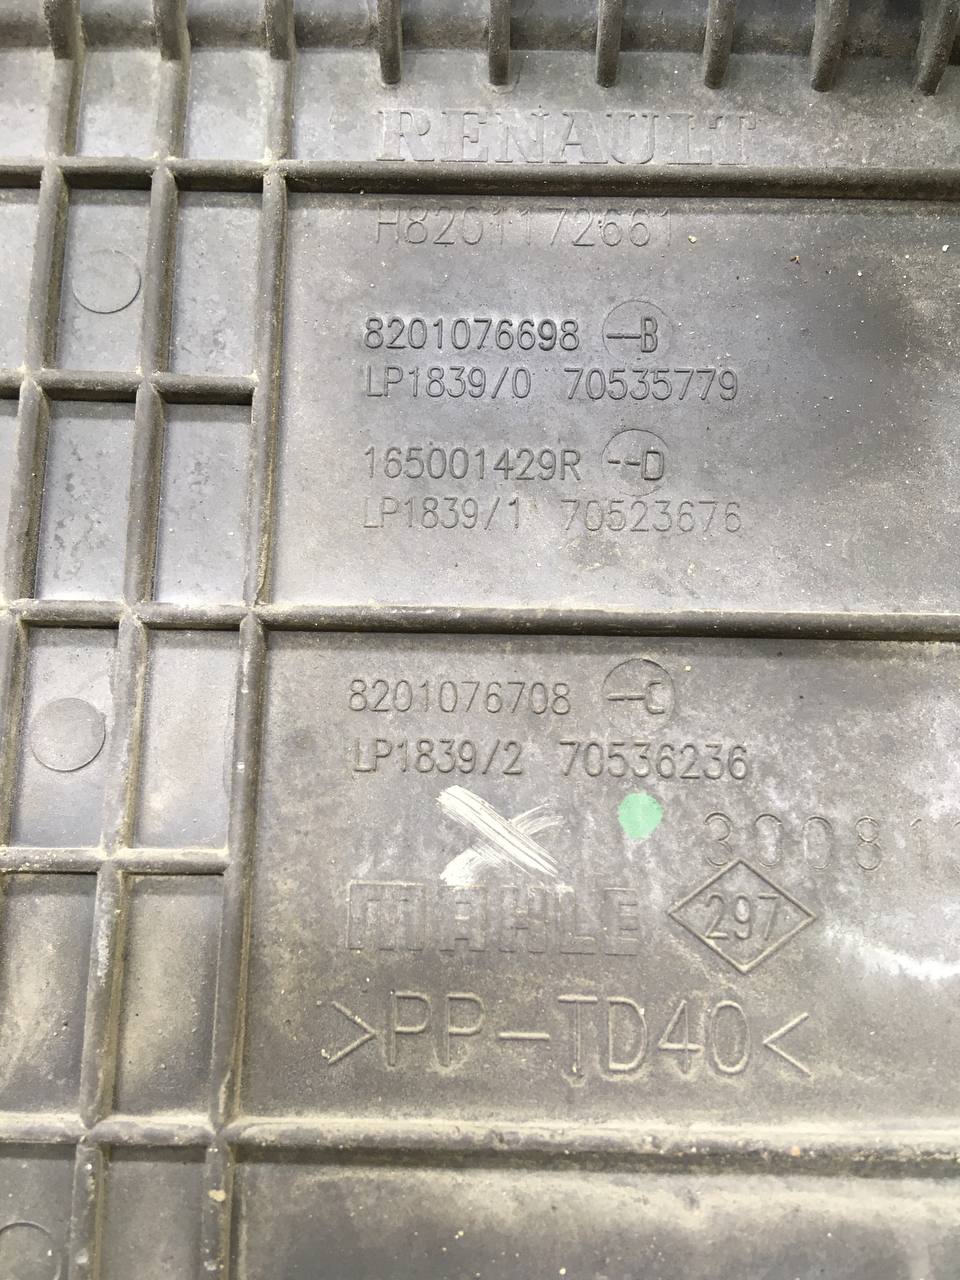 RENAULT
H8201172661
8201076698 —B
LP1839/0 70535779
165001429R --D
LP1839/1 70523676
8201076708 —C
LP1839/2 70536236
MAHLE 297
>PP-TD40<